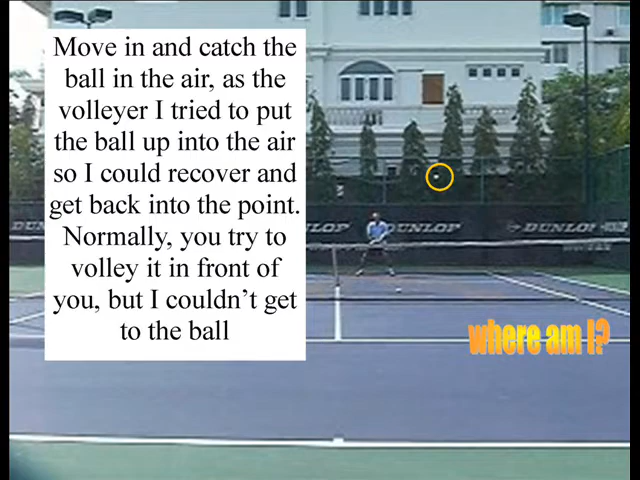 Move in and catch the
ball in the air, as the
volleyer I tried to put
the ball up into the air
so I could recover and
get back into the point.
Normally, you try to
volley it in front of
you, but I couldn't get
to the ball
DUNLOP DUNLOP
where am I?